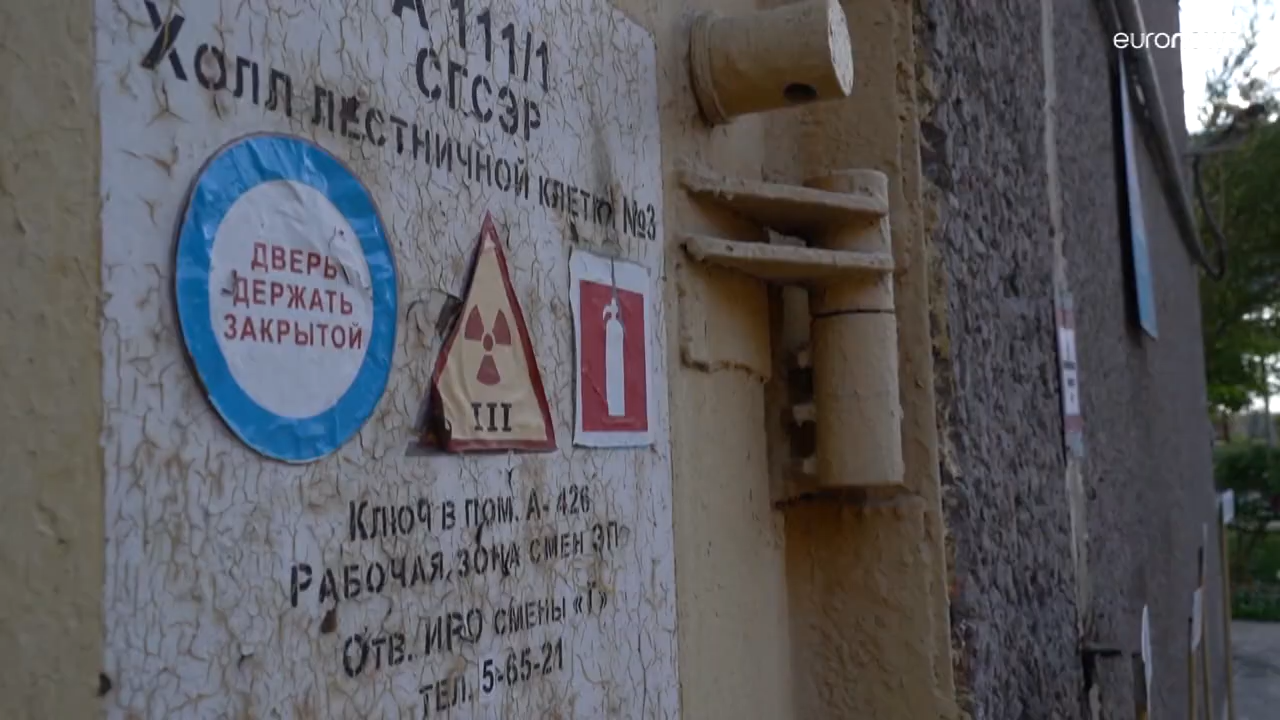 А 111/1
СГСЭР
Холл лестничной клетки №3
ДВЕРЬ
ДЕРЖАТЬ
ЗАКРЫТОЙ
III
Ключ в пом. А-426
Рабочая зона смен ЭП
Отв. ИРО смены «Т»
тел. 5-65-21
euronews